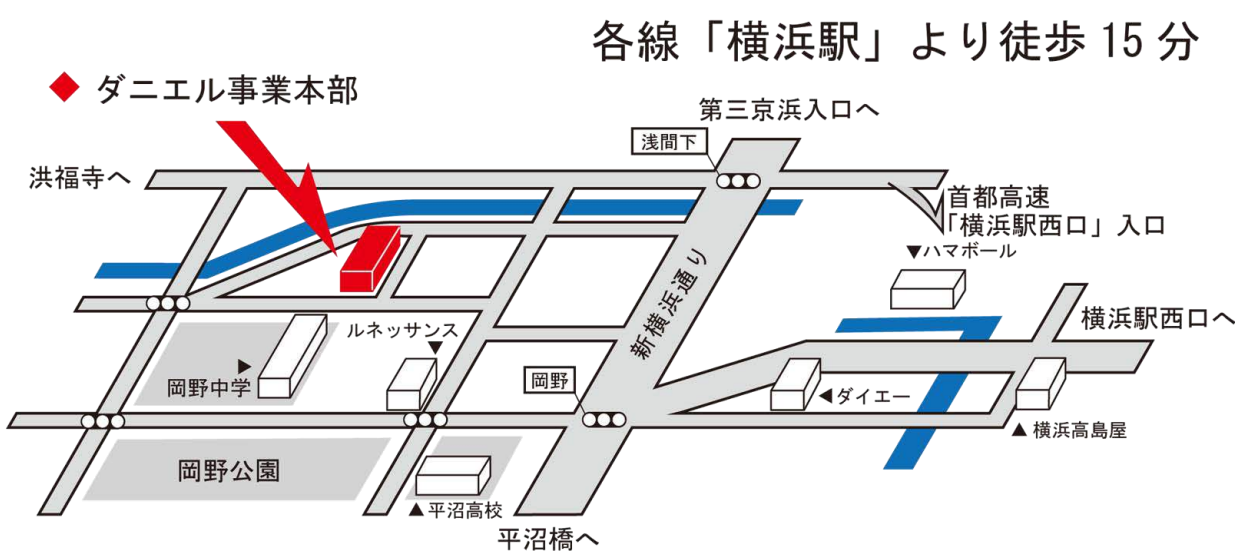 各線「横浜駅」より徒歩 15 分
◆ ダニエル事業本部
第三京浜入口へ
浅間下
洪福寺へ
首都高速
「横浜駅西口」入口
▼ハマボール
新横浜通り
横浜駅西口へ
ルネッサンス
▼
▶
岡野中学
岡野
◀ダイエー
▲ 横浜高島屋
岡野公園
▲ 平沼高校
平沼橋へ